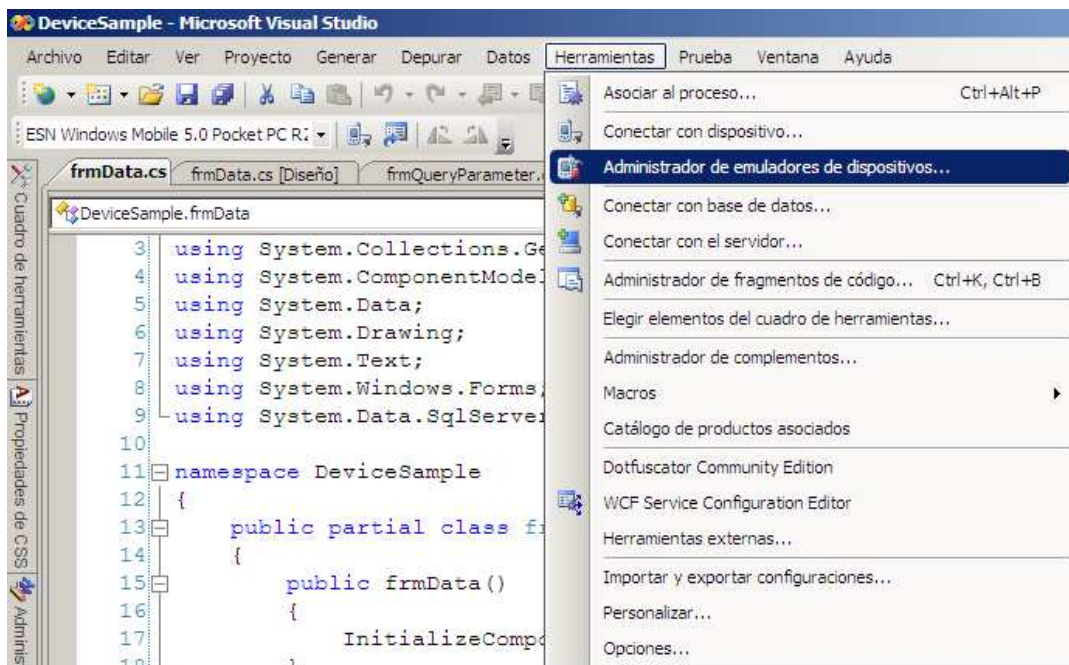 DeviceSample - Microsoft Visual Studio
Archivo Editar Ver Proyecto Generar Depurar Datos Herramientas Prueba Ventana Ayuda
ESN Windows Mobile 5.0 Pocket PC
frmData.cs frmData.cs [Diseño] frmQueryParameter.
DeviceSample.frmData
3 using System.Collections.Ge
4 using System.ComponentModel
5 using System.Data;
6 using System.Drawing;
7 using System.Text;
8 using System.Windows.Forms;
9 using System.Data.SqlServer
10
11 namespace DeviceSample
12 {
13 public partial class
14 {
15 public frmData()
16 {
17 InitializeCompo
Cuadro de herramientas
Propiedades de CSS
Adminis
Asociar al proceso... Ctrl+Alt+P
Conectar con dispositivo...
Administrador de emuladores de dispositivos...
Conectar con base de datos...
Conectar con el servidor...
Administrador de fragmentos de código... Ctrl+K, Ctrl+B
Elegir elementos del cuadro de herramientas...
Administrador de complementos...
Macros
Catálogo de productos asociados
Dotfuscator Community Edition
WCF Service Configuration Editor
Herramientas externas...
Importar y exportar configuraciones...
Personalizar...
Opciones...